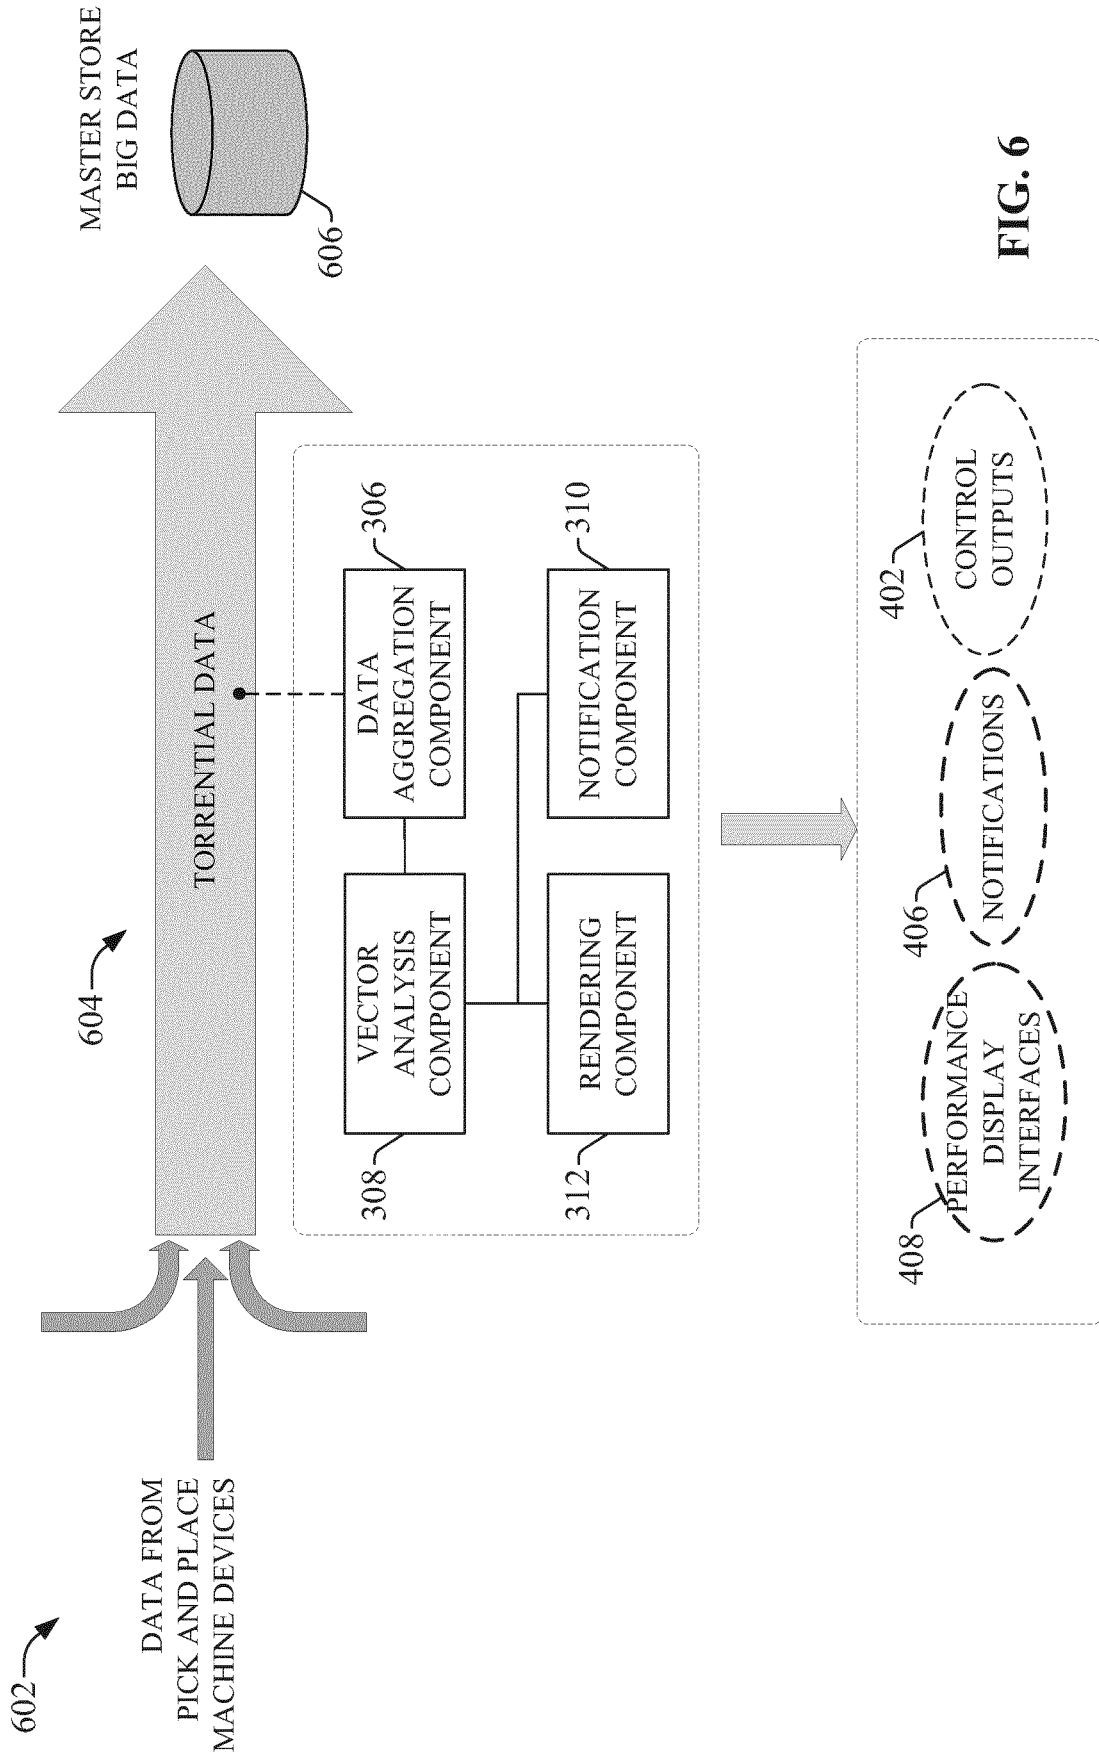 602
DATA FROM
PICK AND PLACE
MACHINE DEVICES
604
TORRENTIAL DATA
MASTER STORE
BIG DATA
606
308
VECTOR
ANALYSIS
COMPONENT
DATA
AGGREGATION
COMPONENT
306
312
RENDERING
COMPONENT
NOTIFICATION
COMPONENT
310
408
PERFORMANCE
DISPLAY
INTERFACES
406
NOTIFICATIONS
402
CONTROL
OUTPUTS
FIG. 6